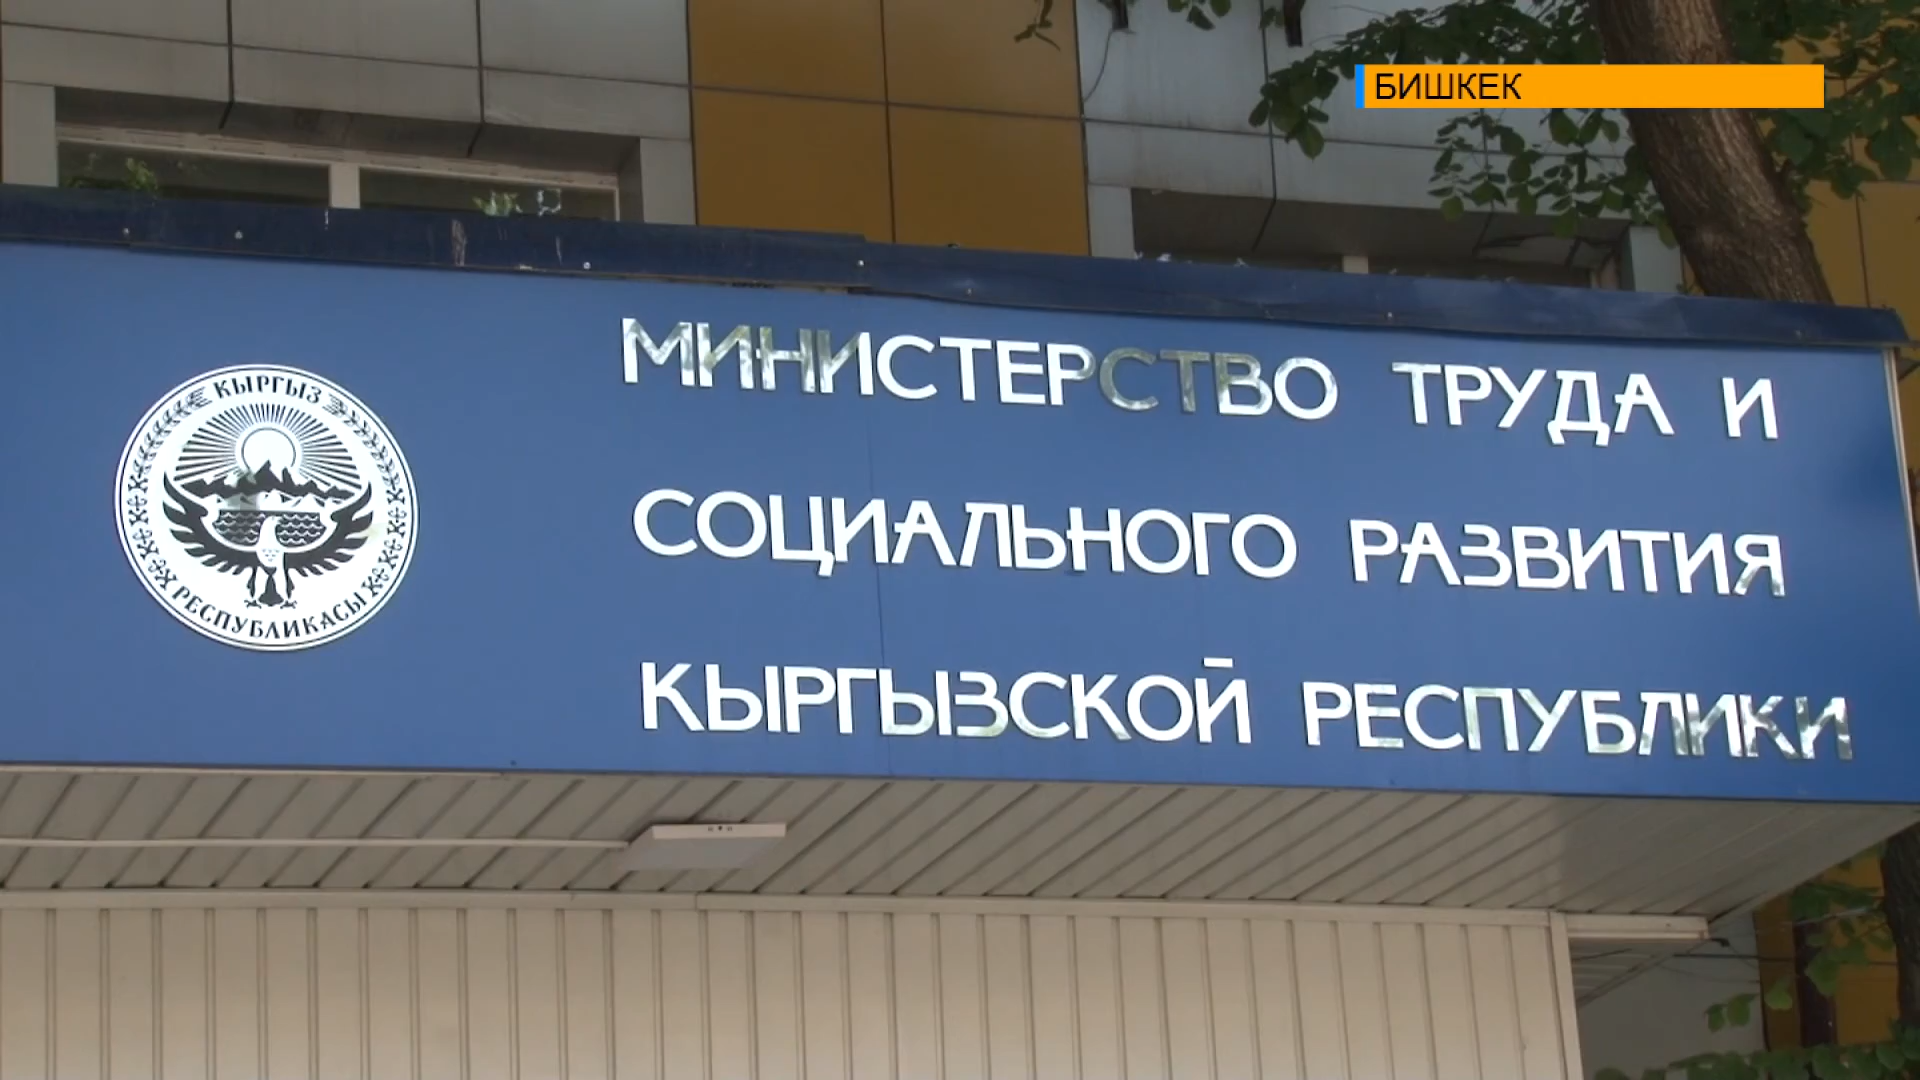 БИШКЕК
МИНИСТЕРСТВО ТРУДА И
СОЦИАЛЬНОГО РАЗВИТИЯ
КЫРГЫЗСКОЙ РЕСПУБЛИКИ
КЫРГЫЗ
РЕСПУБЛИКАСЫ